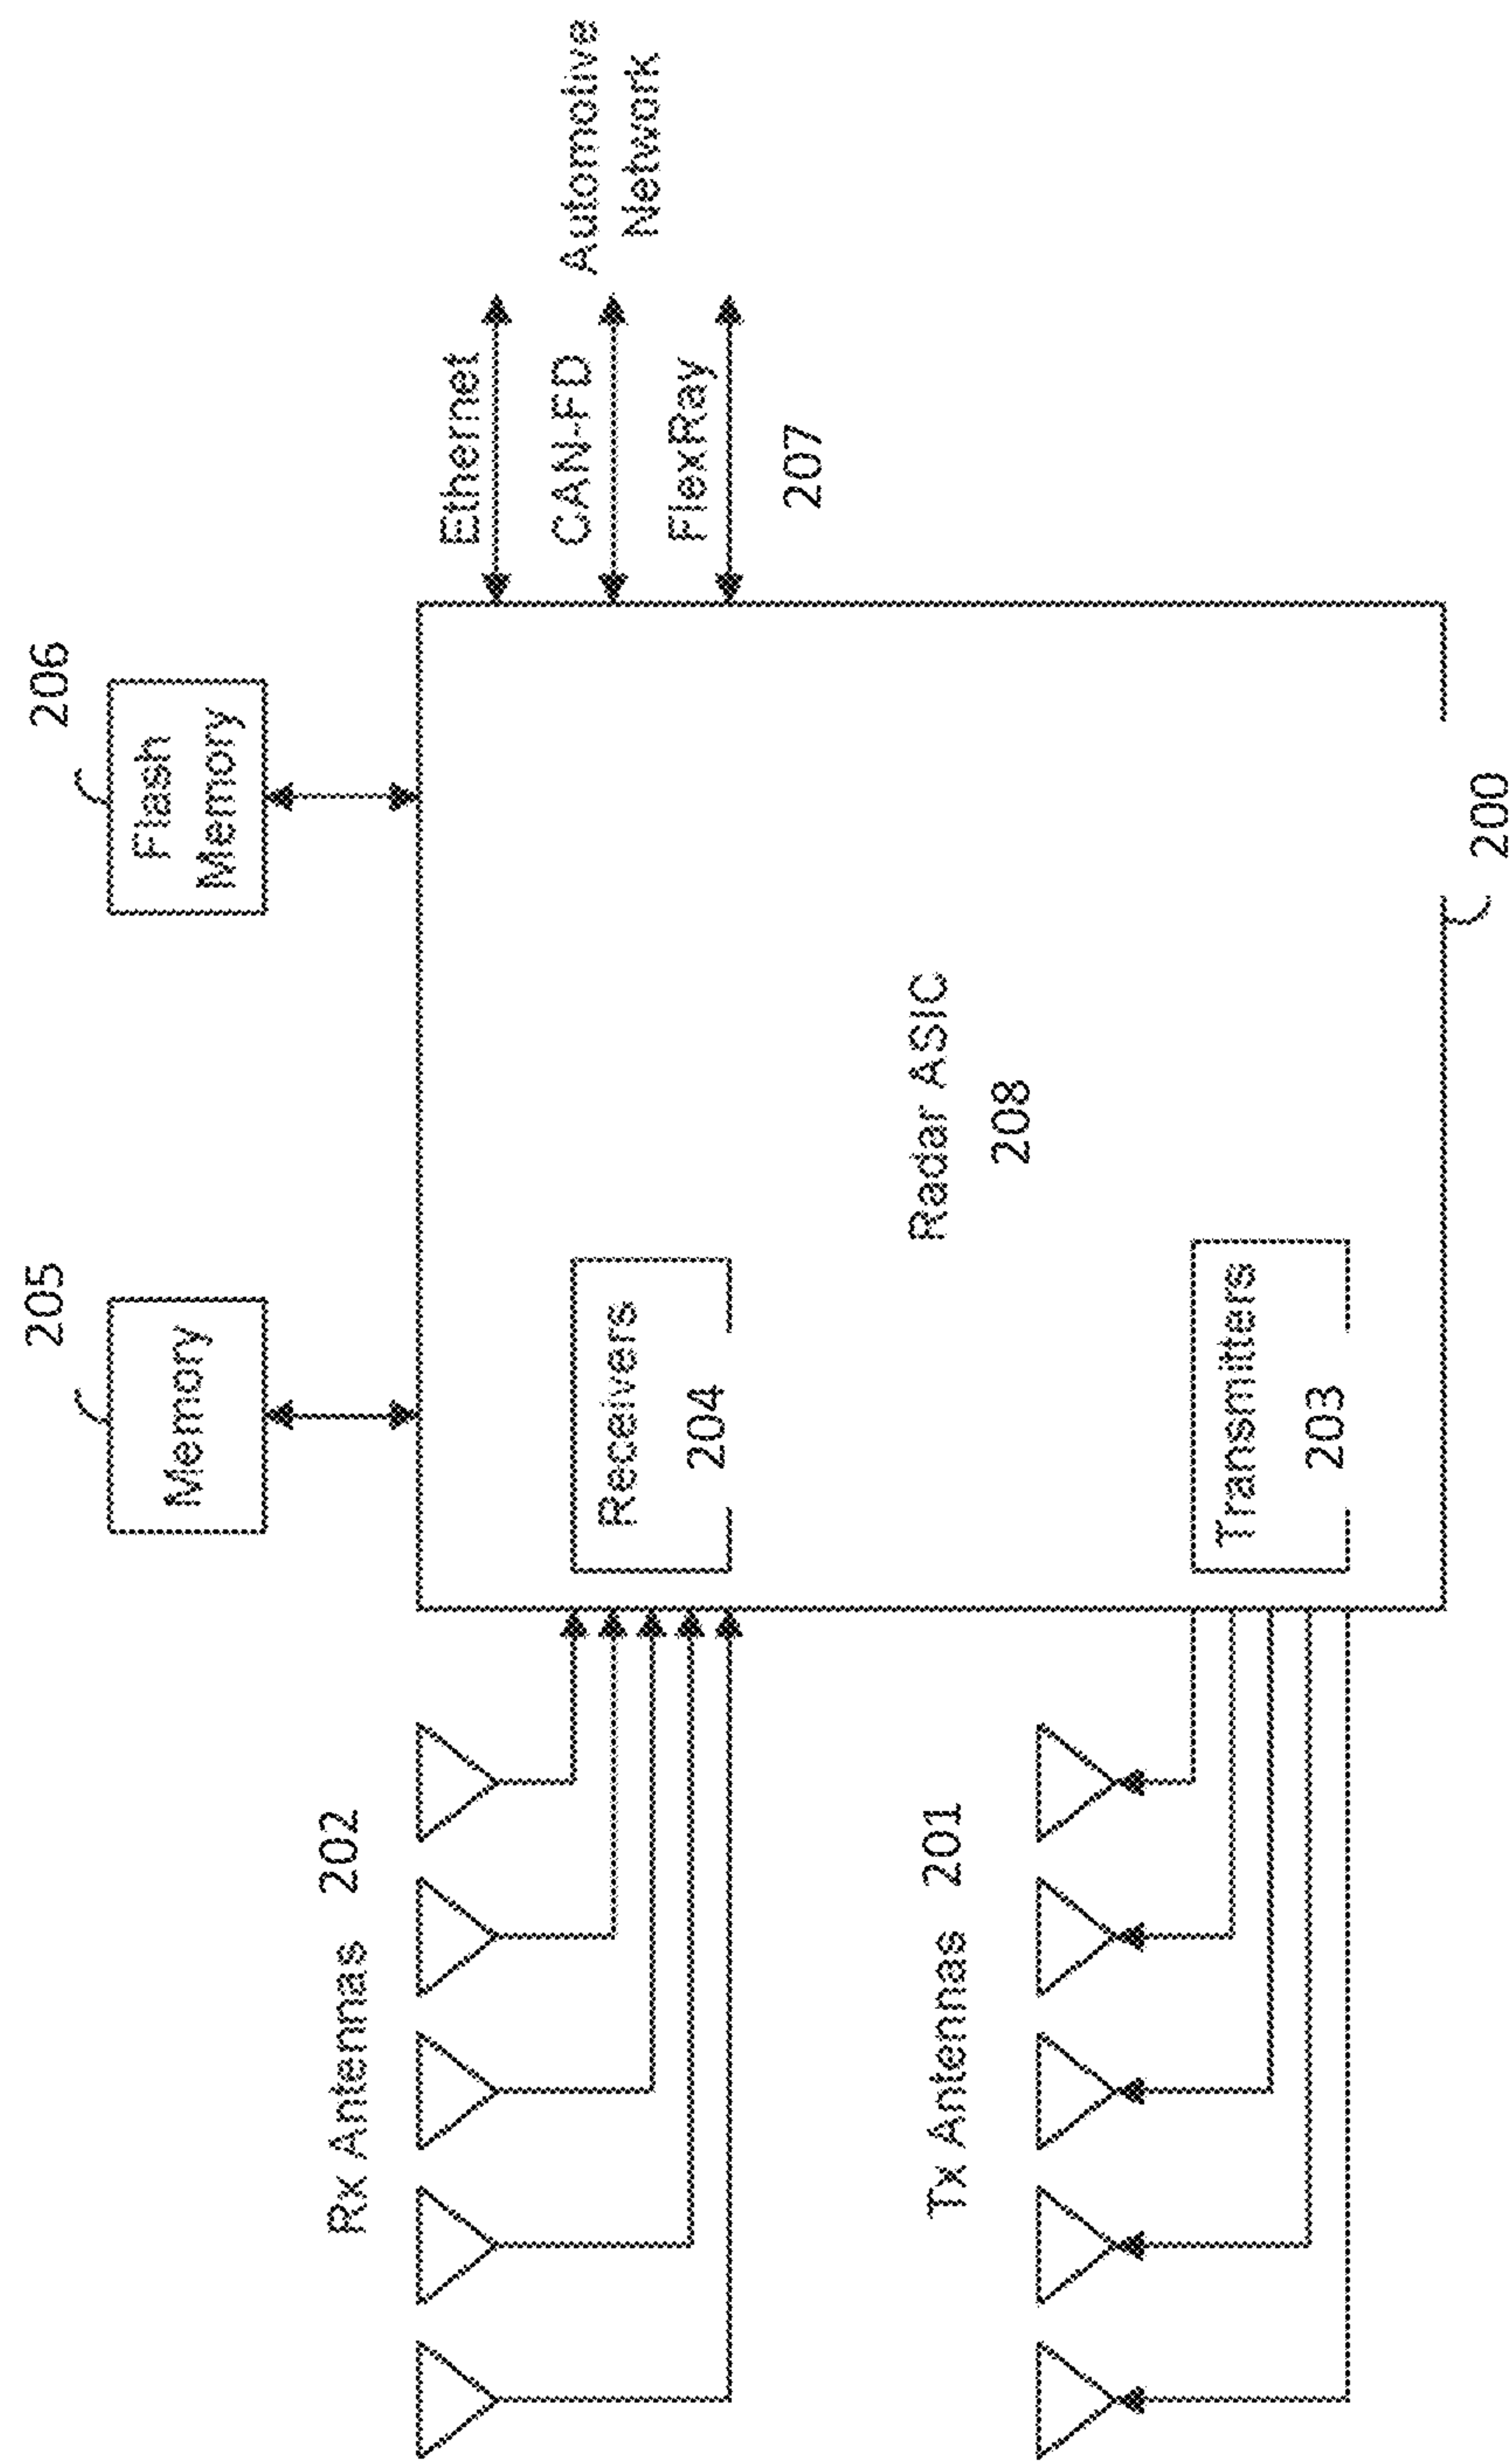 205
Memory
206
Flash
Memory
Rx Antennas 202
Receivers
204
Radar ASIC
208
Ethernet
CAN-FD
FlexRay
207
Automotive
Network
Tx Antennas 201
Transmitters
203
200